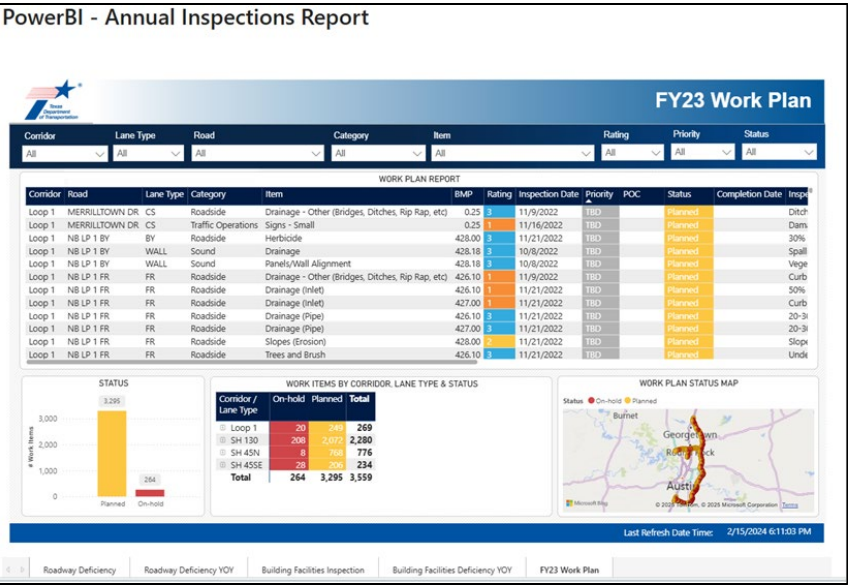 PowerBI - Annual Inspections Report
Texas
Department
of Transportation
FY23 Work Plan
Corridor Lane Type Road Category Item Rating Priority Status
All All All All All All All All
WORK PLAN REPORT
Corridor Road Lane Type Category Item BMP Rating Inspection Date Priority POC Status Completion Date Inspe
Loop 1 MERRILLTOWN DR CS Roadside Drainage - Other (Bridges, Ditches, Rip Rap, etc) 0.25 3 11/9/2022 TBD Planned Ditch
Loop 1 MERRILLTOWN DR CS Traffic Operations Signs - Small 0.25 1 11/16/2022 TBD Planned Dam
Loop 1 NB LP 1 BY BY Roadside Herbicide 428.00 3 11/21/2022 TBD Planned 30%
Loop 1 NB LP 1 BY WALL Sound Drainage 428.18 3 10/8/2022 TBD Planned Spall
Loop 1 NB LP 1 BY WALL Sound Panels/Wall Alignment 428.18 3 10/8/2022 TBD Planned Vege
Loop 1 NB LP 1 FR FR Roadside Drainage - Other (Bridges, Ditches, Rip Rap, etc) 426.10 1 11/9/2022 TBD Planned Curb
Loop 1 NB LP 1 FR FR Roadside Drainage (Inlet) 426.10 1 11/21/2022 TBD Planned 50%
Loop 1 NB LP 1 FR FR Roadside Drainage (Inlet) 427.00 1 11/21/2022 TBD Planned Curb
Loop 1 NB LP 1 FR FR Roadside Drainage (Pipe) 426.10 3 11/21/2022 TBD Planned 20-3
Loop 1 NB LP 1 FR FR Roadside Drainage (Pipe) 427.00 3 11/21/2022 TBD Planned 20-3
Loop 1 NB LP 1 FR FR Roadside Slopes (Erosion) 428.00 2 11/21/2022 TBD Planned Slop
Loop 1 NB LP 1 FR FR Roadside Trees and Brush 426.10 3 11/21/2022 TBD Planned Unde
STATUS
3,295
3,000
2,000
1,000
0
# Work Items
264
Planned On-hold
WORK ITEMS BY CORRIDOR, LANE TYPE & STATUS
Corridor / Lane Type On-hold Planned Total
Loop 1 20 249 269
SH 130 208 2,072 2,280
SH 45N 8 768 776
SH 45SE 28 206 234
Total 264 3,295 3,559
WORK PLAN STATUS MAP
Status On-hold Planned
Burnet
Georgetown
Round Rock
Austin
Microsoft Bing
© 2025 TomTom, © 2025 Microsoft Corporation Terms
Last Refresh Date Time: 2/15/2024 6:11:03 PM
Roadway Deficiency Roadway Deficiency YOY Building Facilities Inspection Building Facilities Deficiency YOY FY23 Work Plan